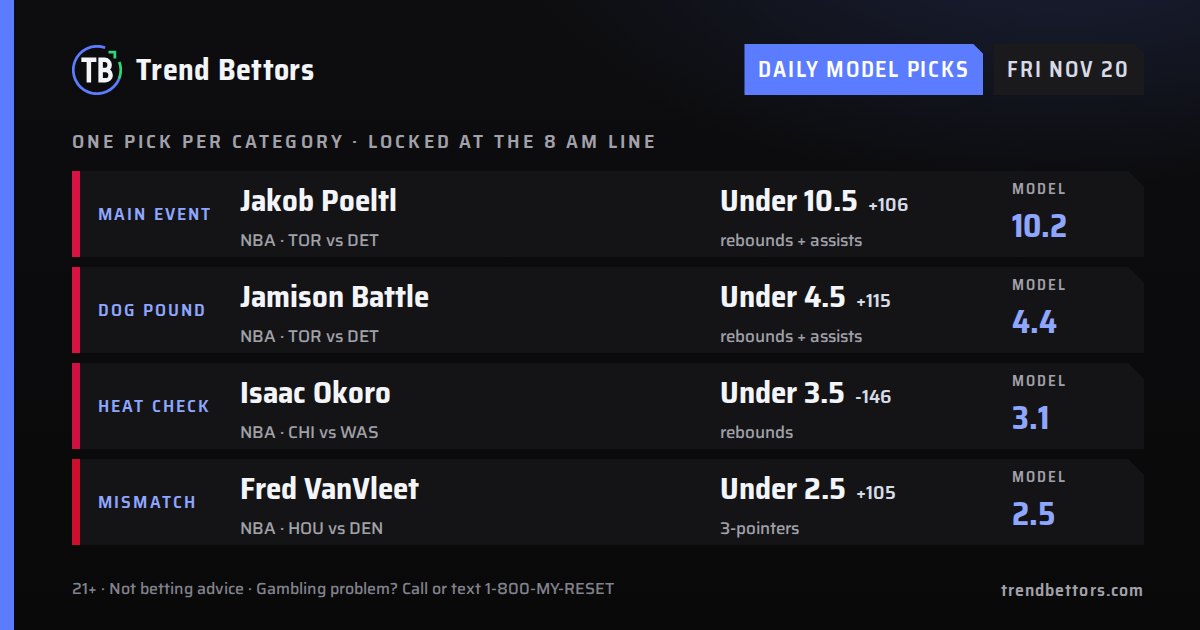 TB Trend Bettors
DAILY MODEL PICKS
FRI NOV 20
ONE PICK PER CATEGORY · LOCKED AT THE 8 AM LINE
MAIN EVENT
Jakob Poeltl
NBA · TOR vs DET
Under 10.5 +106
rebounds + assists
MODEL
10.2
DOG POUND
Jamison Battle
NBA · TOR vs DET
Under 4.5 +115
rebounds + assists
MODEL
4.4
HEAT CHECK
Isaac Okoro
NBA · CHI vs WAS
Under 3.5 -146
rebounds
MODEL
3.1
MISMATCH
Fred VanVleet
NBA · HOU vs DEN
Under 2.5 +105
3-pointers
MODEL
2.5
21+ · Not betting advice · Gambling problem? Call or text 1-800-MY-RESET
trendbettors.com